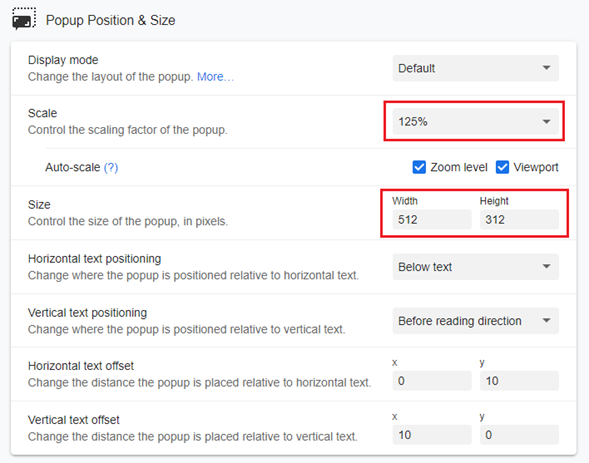 Popup Position & Size
Display mode
Change the layout of the popup. More…
Default
Scale
Control the scaling factor of the popup.
125%
Auto-scale (?)
Zoom level
Viewport
Size
Control the size of the popup, in pixels.
Width
Height
512
312
Horizontal text positioning
Change where the popup is positioned relative to horizontal text.
Below text
Vertical text positioning
Change where the popup is positioned relative to vertical text.
Before reading direction
Horizontal text offset
Change the distance the popup is placed relative to horizontal text.
x
y
0
10
Vertical text offset
Change the distance the popup is placed relative to vertical text.
x
y
10
0